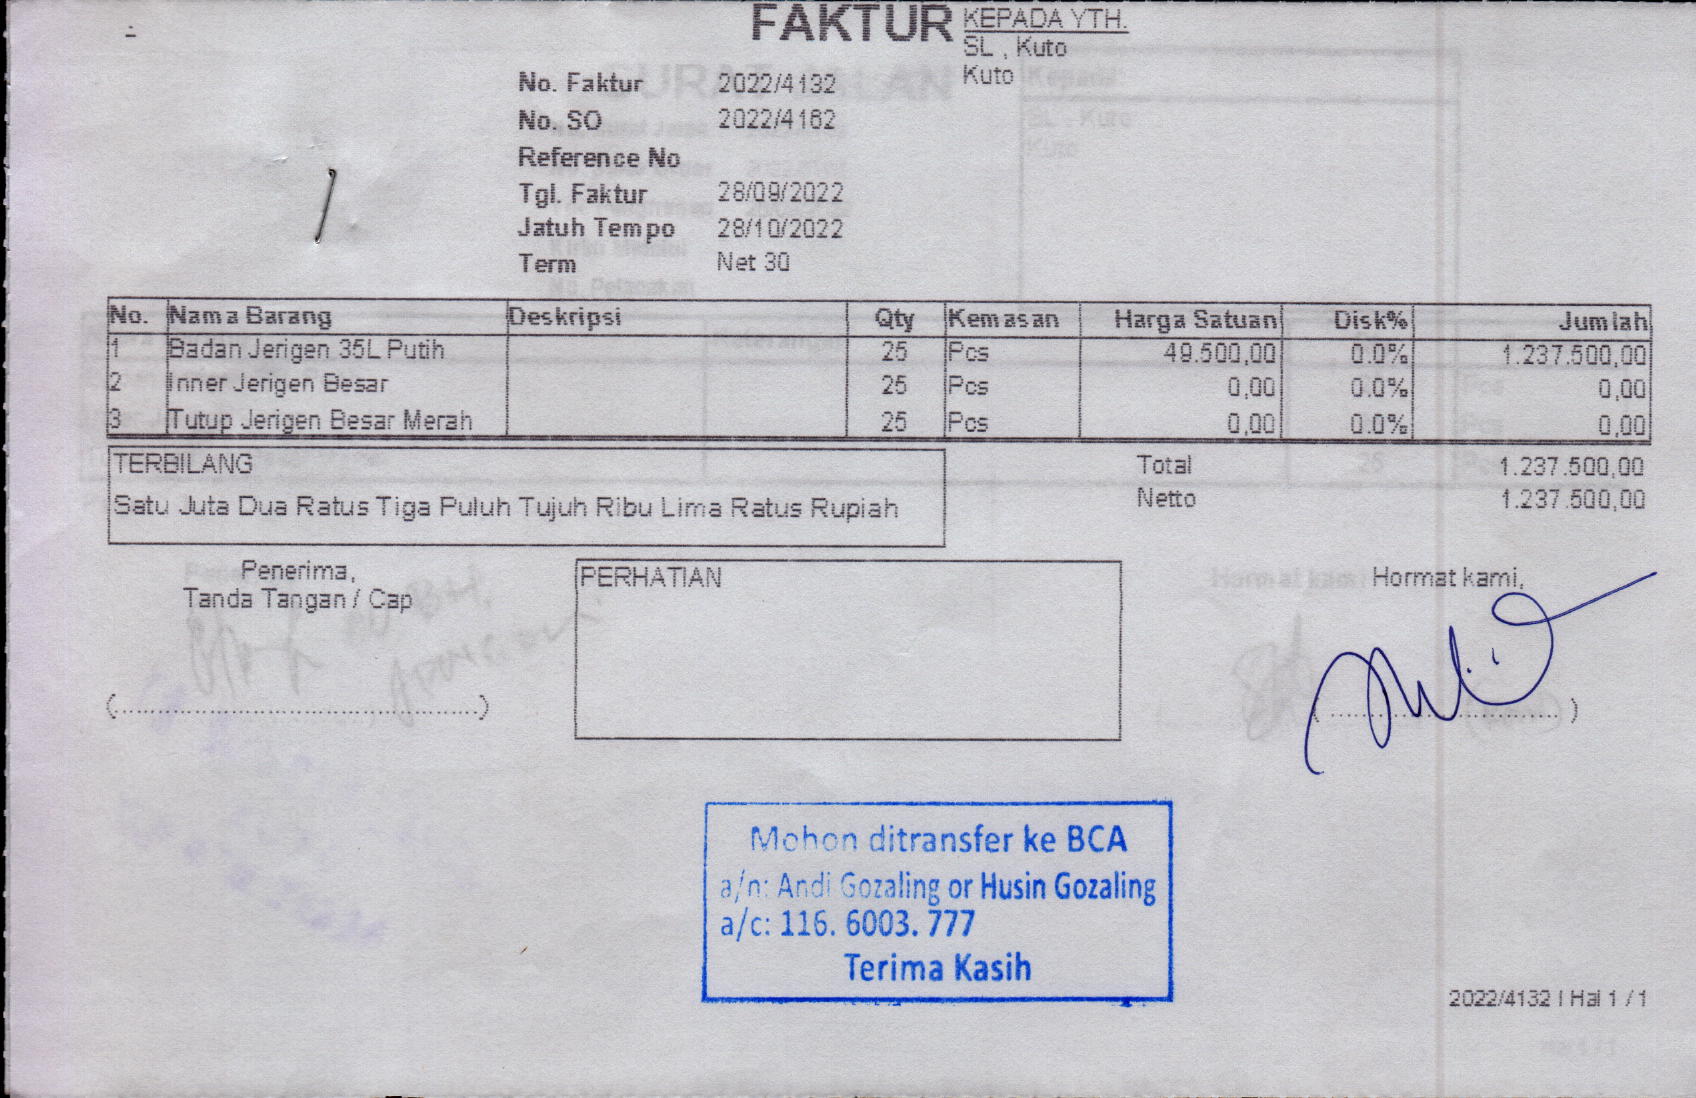 FAKTUR
KEPADA YTH.
SL , Kuto
Kuto
No. Faktur 2022/4132
No. SO 2022/4162
Reference No
Tgl. Faktur 28/09/2022
Jatuh Tempo 28/10/2022
Term Net 30
No. Nama Barang Deskripsi Qty Kemasan Harga Satuan Disk% Jumlah
1 Badan Jerigen 35L Putih 25 Pcs 49.500,00 0.0% 1.237.500,00
2 Inner Jerigen Besar 25 Pcs 0,00 0.0% 0,00
3 Tutup Jerigen Besar Merah 25 Pcs 0,00 0.0% 0,00
TERBILANG
Satu Juta Dua Ratus Tiga Puluh Tujuh Ribu Lima Ratus Rupiah
Total 1.237.500,00
Netto 1.237.500,00
Penerima,
Tanda Tangan / Cap
(..................................................)
PERHATIAN
Hormat kami,
( ................................ )
Mohon ditransfer ke BCA
a/n: Andi Gozaling or Husin Gozaling
a/c: 116. 6003. 777
Terima Kasih
2022/4132 | Hal 1 / 1